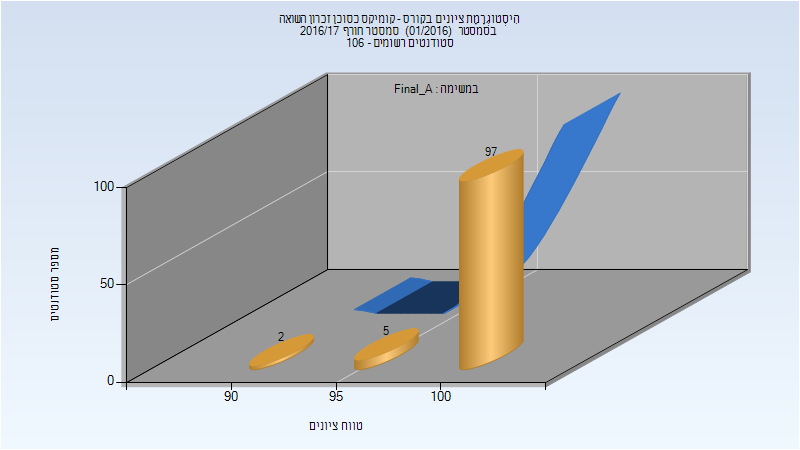 היסטוגרמת ציונים בקורס - קומיקס כסוכן זכרון השואה
בסמסטר (01/2016) סמסטר חורף 2016/17
סטודנטים רשומים - 106
במשימה : Final_A
97
100
50
0
5
2
90
95
100
מספר סטודנטים
טווח ציונים